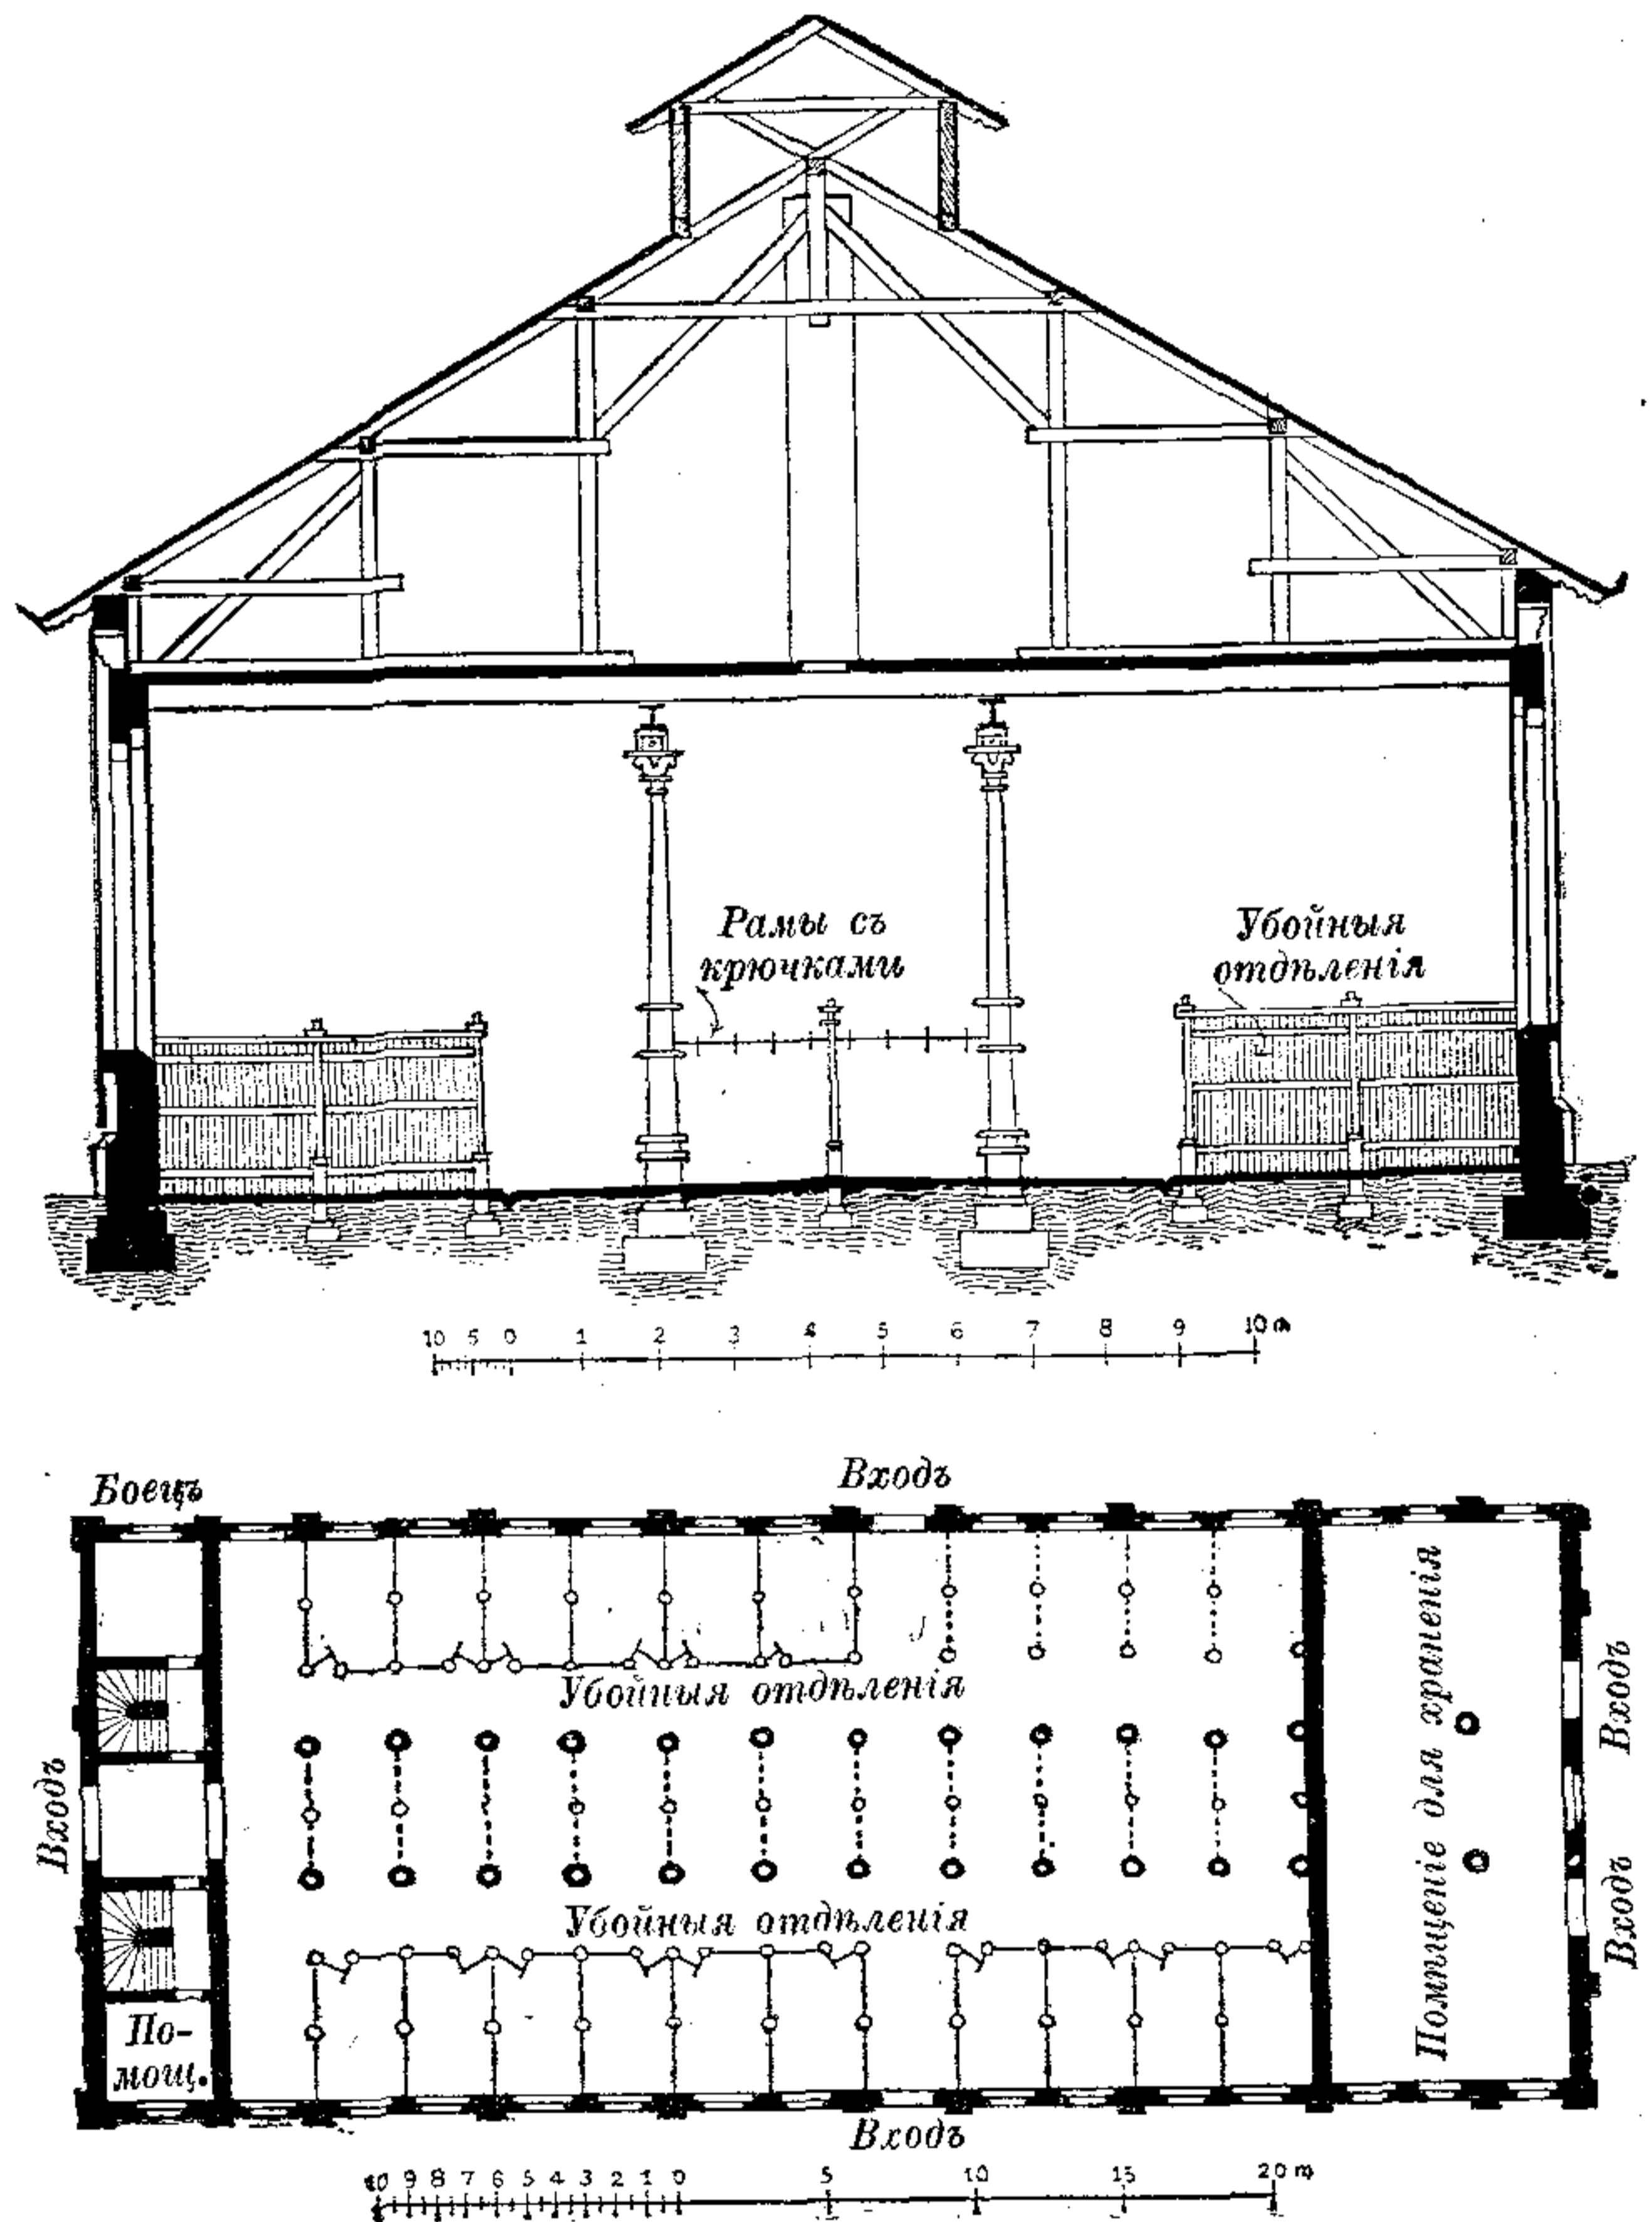 Рамы съ
крючками
Убойныя
отдѣленія
10 5 0 1 2 3 4 5 6 7 8 9 10 m
Боецъ
Входъ
Убойныя отдѣленія
Входъ
Убойныя отдѣленія
По-
мощ.
Помѣщеніе для храненія
Входъ
Входъ
Входъ
10 9 8 7 6 5 4 3 2 1 0 5 10 15 20 m